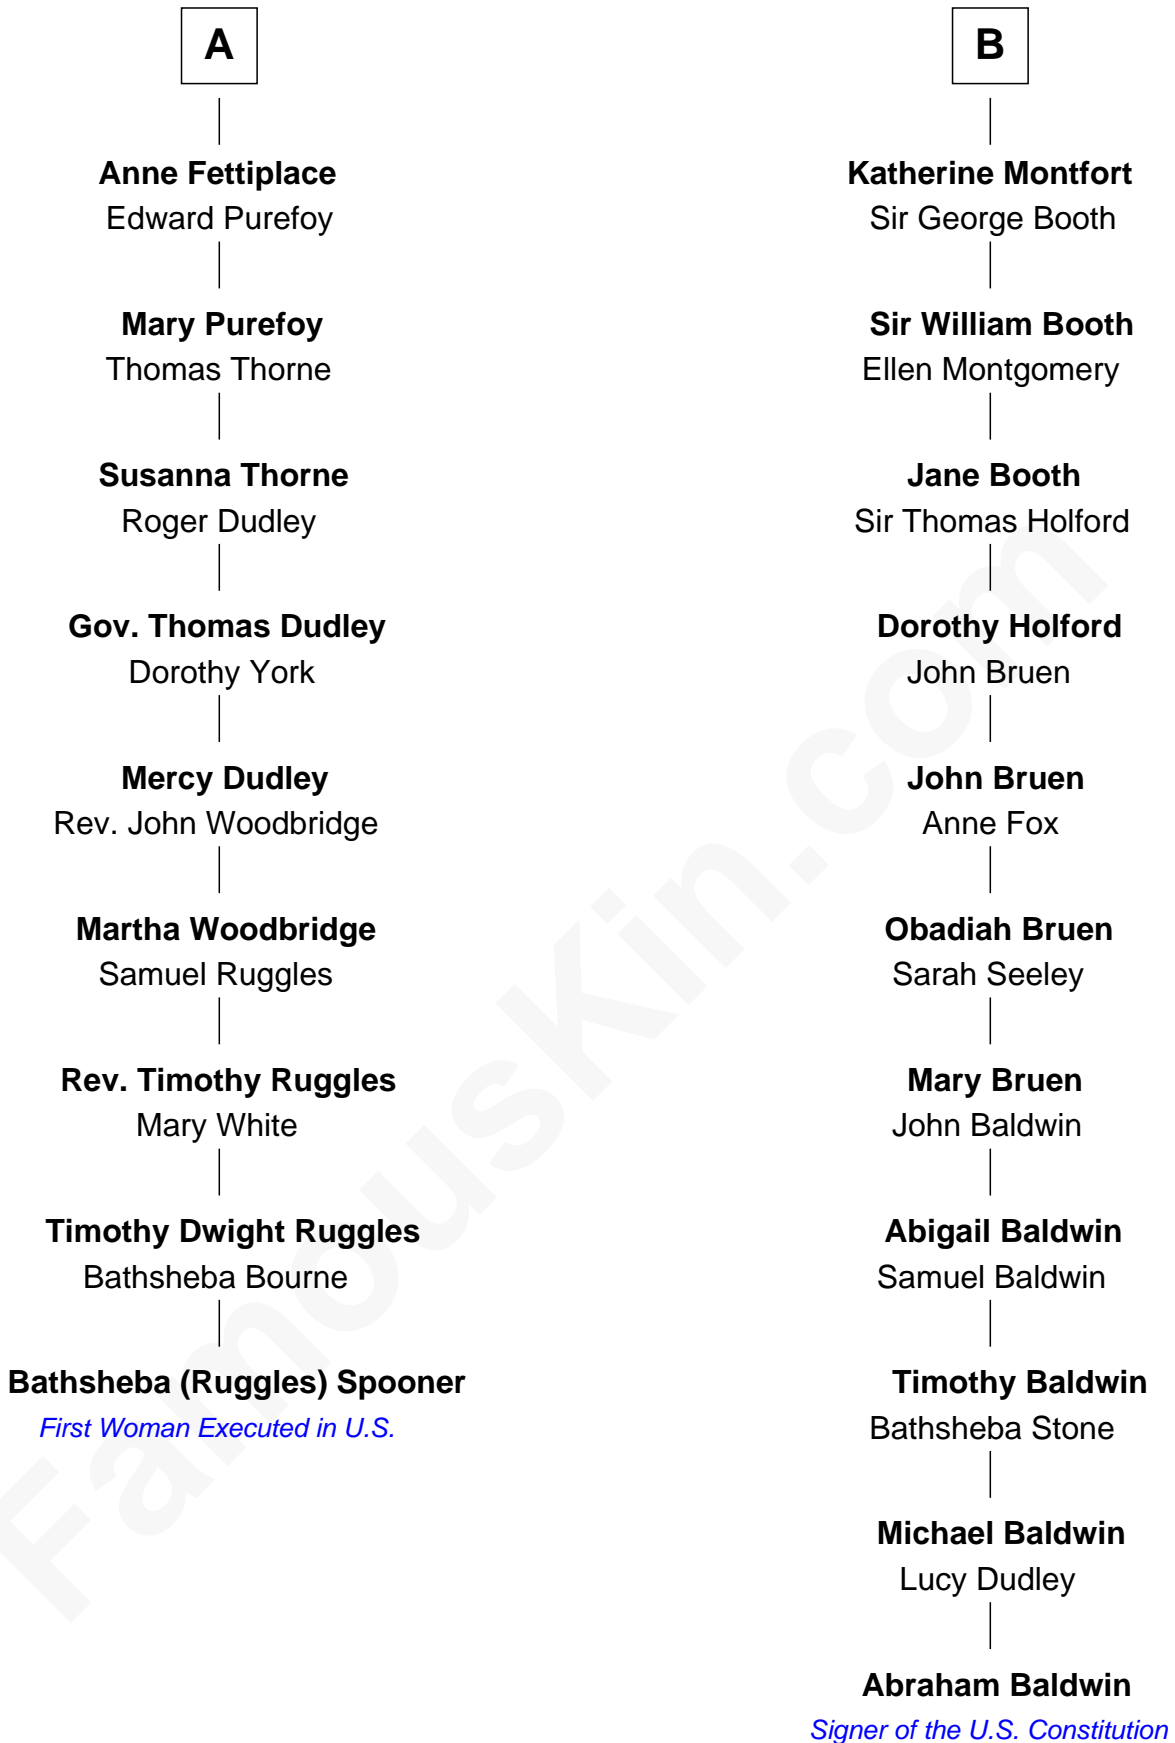 A
Anne Fettiplace
Edward Purefoy
Mary Purefoy
Thomas Thorne
Susanna Thorne
Roger Dudley
Gov. Thomas Dudley
Dorothy York
Mercy Dudley
Rev. John Woodbridge
Martha Woodbridge
Samuel Ruggles
Rev. Timothy Ruggles
Mary White
Timothy Dwight Ruggles
Bathsheba Bourne
Bathsheba (Ruggles) Spooner
First Woman Executed in U.S.
B
Katherine Montfort
Sir George Booth
Sir William Booth
Ellen Montgomery
Jane Booth
Sir Thomas Holford
Dorothy Holford
John Bruen
John Bruen
Anne Fox
Obadiah Bruen
Sarah Seeley
Mary Bruen
John Baldwin
Abigail Baldwin
Samuel Baldwin
Timothy Baldwin
Bathsheba Stone
Michael Baldwin
Lucy Dudley
Abraham Baldwin
Signer of the U.S. Constitution
FamousKin.com